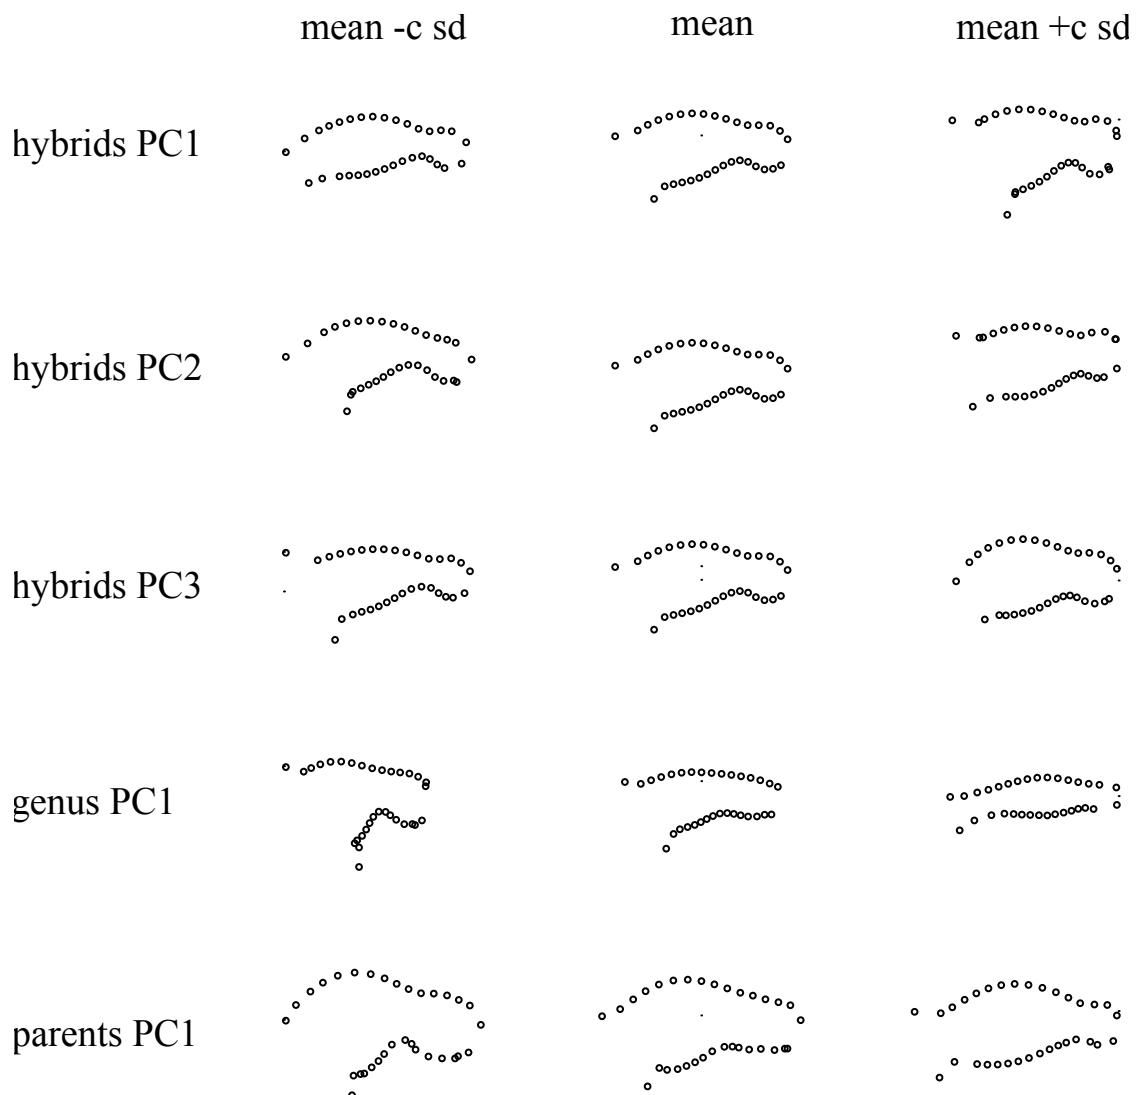 mean -c sd mean mean +c sd
hybrids PC1
hybrids PC2
hybrids PC3
genus PC1
parents PC1